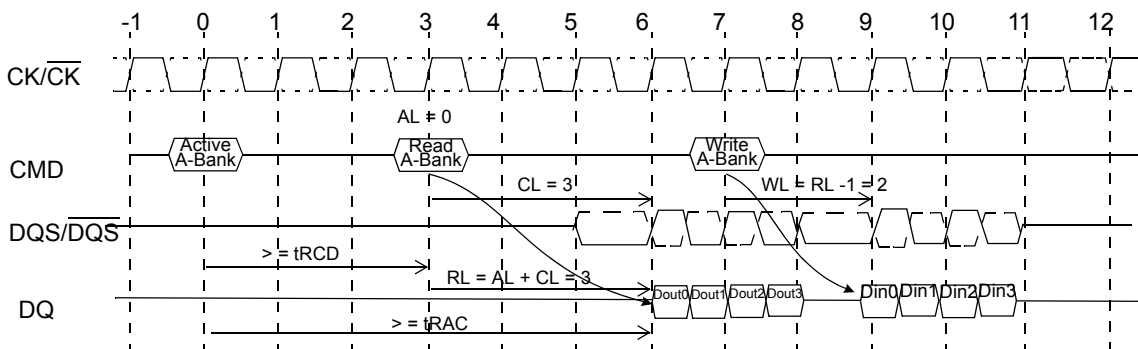 -1 0 1 2 3 4 5 6 7 8 9 10 11 12
CK/CK
AL = 0
Active
A-Bank
Read
A-Bank
Write
A-Bank
CMD
CL = 3
WL = RL -1 = 2
DQS/DQS
> = tRCD
RL = AL + CL = 3
DQ
Dout0 Dout1 Dout2 Dout3
Din0 Din1 Din2 Din3
> = tRAC